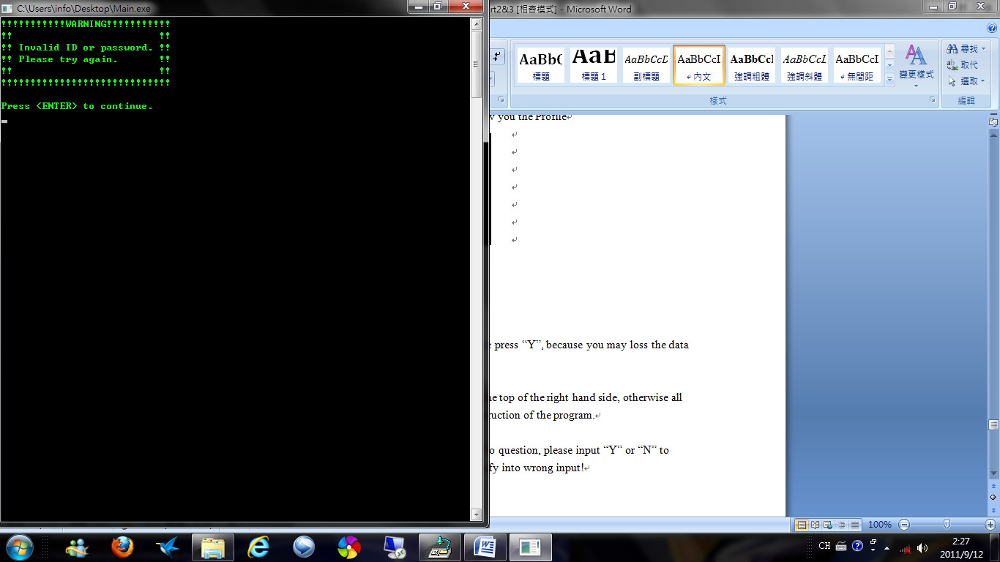 C:\Users\info\Desktop\Main.exe
!!!!!!!!!!!WARNING!!!!!!!!!!!
!! !!
!! Invalid ID or password. !!
!! Please try again. !!
!! !!
!!!!!!!!!!!!!!!!!!!!!!!!!!!!!
Press <ENTER> to continue.
rt2&3 [相容模式] - Microsoft Word
AaBbC AaB AaBbCcD AaBbCcI AaBbCcI AaBbCcI AaBbCcI
標題 標題 1 副標題 ↲ 內文 強調粗體 強調斜體 ↲ 無間距
變更樣式
樣式
尋找
取代
選取
編輯
you the Profile
press “Y”, because you may loss the data
e top of the right hand side, otherwise all
uction of the program.
o question, please input “Y” or “N” to
fy into wrong input!
100%
CH
2:27
2011/9/12